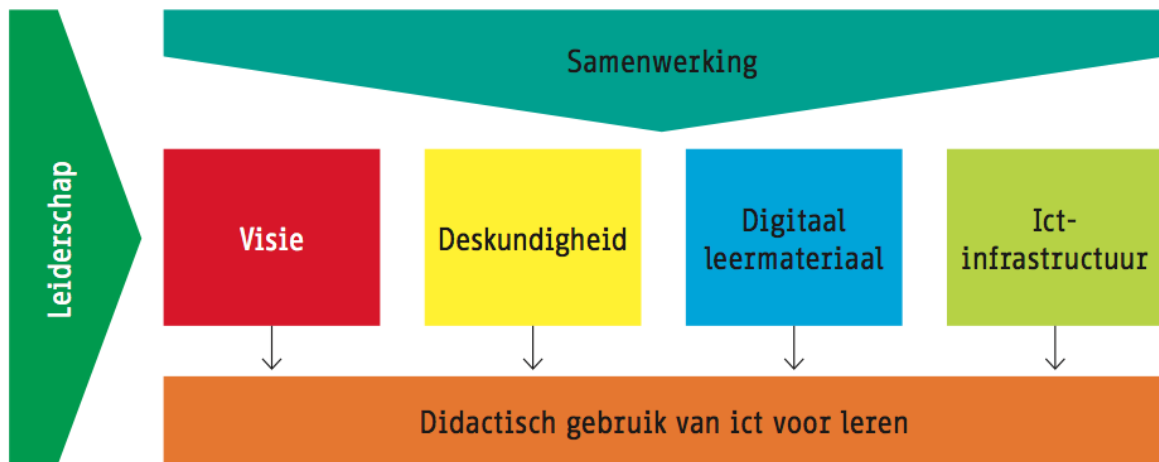 Leiderschap
Samenwerking
Visie
Deskundigheid
Digitaal
leermateriaal
Ict-
infrastructuur
Didactisch gebruik van ict voor leren